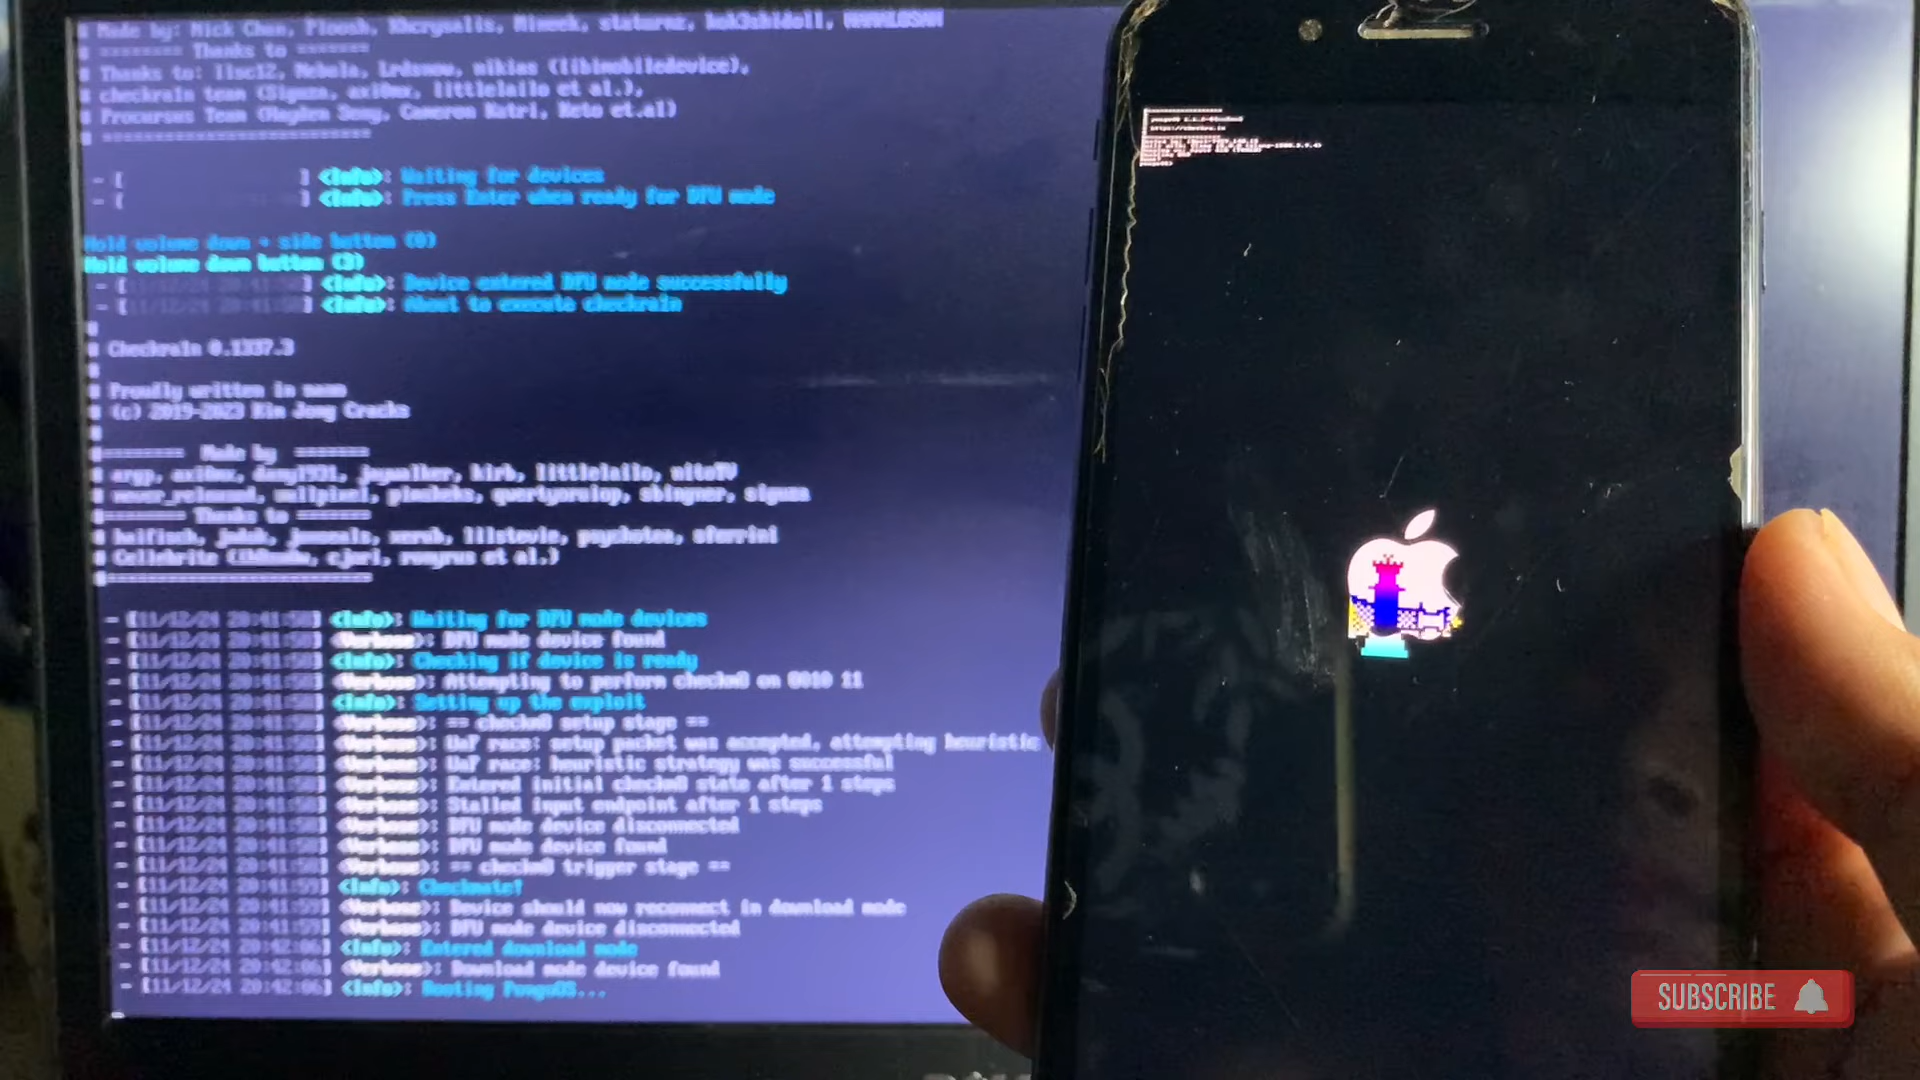 # Made by: Nick Chan, Ploosh, Khcrysalis, Mineek, staturnz, kok3shidoll, HAHALOSAH
# ======== Thanks to =======
# Thanks to: llsc12, Nebula, Lrdsnow, nikias (libimobiledevice),
# checkra1n team (Siguza, axi0mx, littlelailo et al.),
# Procursus Team (Hayden Seay, Cameron Katri, Keto et.al)
# ==========================
- [ ] <Info>: Waiting for devices
- [ ] <Info>: Press Enter when ready for DFU mode
Hold volume down + side button (0)
Hold volume down button (3)
- [11/12/24 20:41: ] <Info>: Device entered DFU mode successfully
- [11/12/24 20:41: ] <Info>: About to execute checkra1n
#
# Checkra1n 0.1337.3
#
# Proudly written in nano
# (c) 2019-2023 Kim Jong Cracks
#
#======== Made by =======
# argp, axi0mx, danyl931, jaywalker, kirb, littlelailo, nitoTV
# never_released, nullpixel, pimskeks, qwertyoruiop, sbingner, siguza
#======== Thanks to =======
# haifisch, jndok, jonseals, xerub, lilstevie, psychotea, sferrini
# Cellebrite (ih8sn0w, cjori, ronyrus et al.)
#==========================
- [11/12/24 20:41:58] <Info>: Waiting for DFU mode devices
- [11/12/24 20:41:58] <Verbose>: DFU mode device found
- [11/12/24 20:41:58] <Info>: Checking if device is ready
- [11/12/24 20:41:58] <Verbose>: Attempting to perform checkm8 on 8010 11
- [11/12/24 20:41:58] <Info>: Setting up the exploit
- [11/12/24 20:41:58] <Verbose>: == checkm8 setup stage ==
- [11/12/24 20:41:58] <Verbose>: UaF race: setup packet was accepted, attempting heuristic
- [11/12/24 20:41:58] <Verbose>: UaF race: heuristic strategy was successful
- [11/12/24 20:41:58] <Verbose>: Entered initial checkm8 state after 1 steps
- [11/12/24 20:41:58] <Verbose>: Stalled input endpoint after 1 steps
- [11/12/24 20:41:58] <Verbose>: DFU mode device disconnected
- [11/12/24 20:41:58] <Verbose>: DFU mode device found
- [11/12/24 20:41:58] <Verbose>: == checkm8 trigger stage ==
- [11/12/24 20:41:59] <Info>: Checkmate!
- [11/12/24 20:41:59] <Verbose>: Device should now reconnect in download mode
- [11/12/24 20:41:59] <Verbose>: DFU mode device disconnected
- [11/12/24 20:42:06] <Info>: Entered download mode
- [11/12/24 20:42:06] <Verbose>: Download mode device found
- [11/12/24 20:42:06] <Info>: Booting PongoOS...
SUBSCRIBE